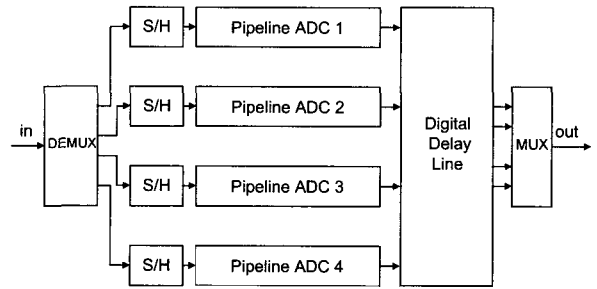 S/H
Pipeline ADC 1
S/H
Pipeline ADC 2
in
DEMUX
Digital
Delay
Line
MUX
out
S/H
Pipeline ADC 3
S/H
Pipeline ADC 4